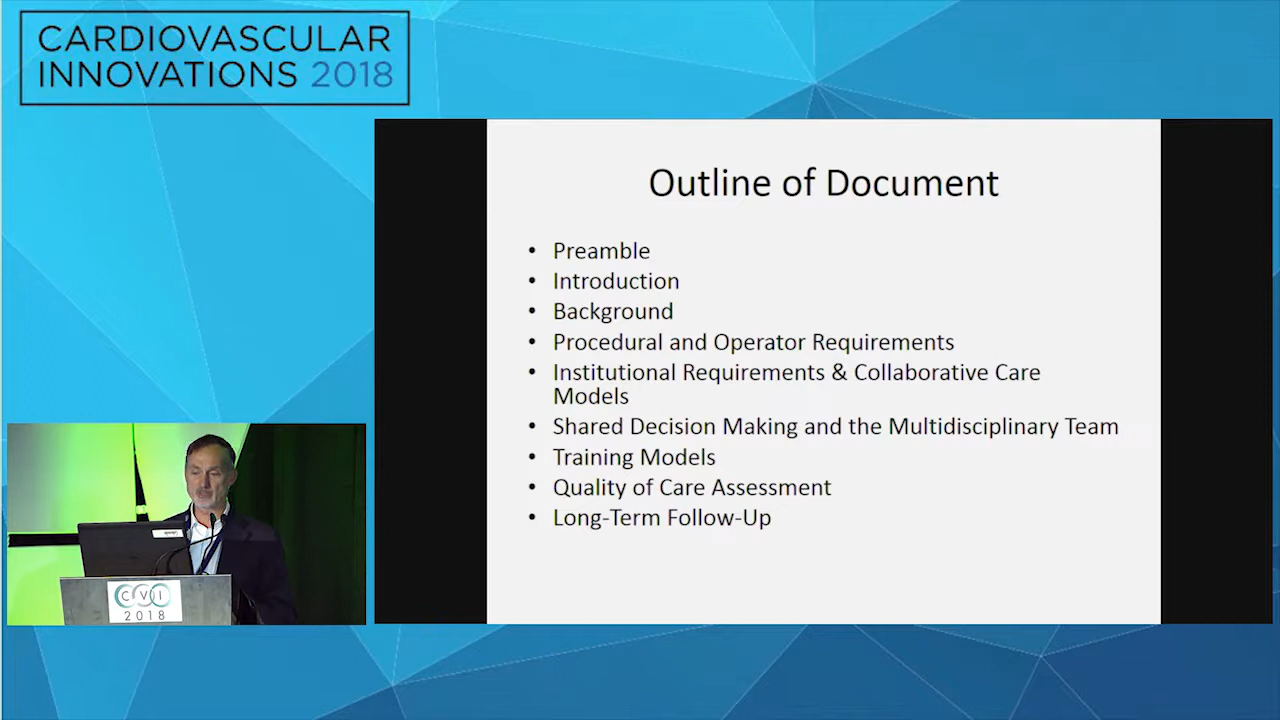 CARDIOVASCULAR
INNOVATIONS 2018
Outline of Document
• Preamble
• Introduction
• Background
• Procedural and Operator Requirements
• Institutional Requirements & Collaborative Care
Models
• Shared Decision Making and the Multidisciplinary Team
• Training Models
• Quality of Care Assessment
• Long-Term Follow-Up
CVI
2018